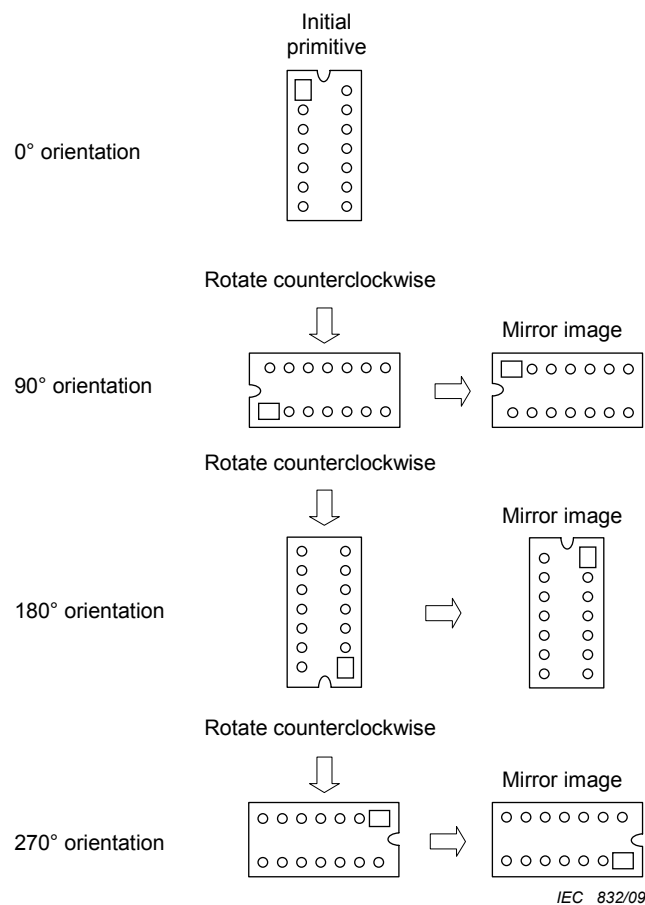 Initial
primitive
0° orientation
Rotate counterclockwise
Mirror image
90° orientation
Rotate counterclockwise
Mirror image
180° orientation
Rotate counterclockwise
Mirror image
270° orientation
IEC 832/09